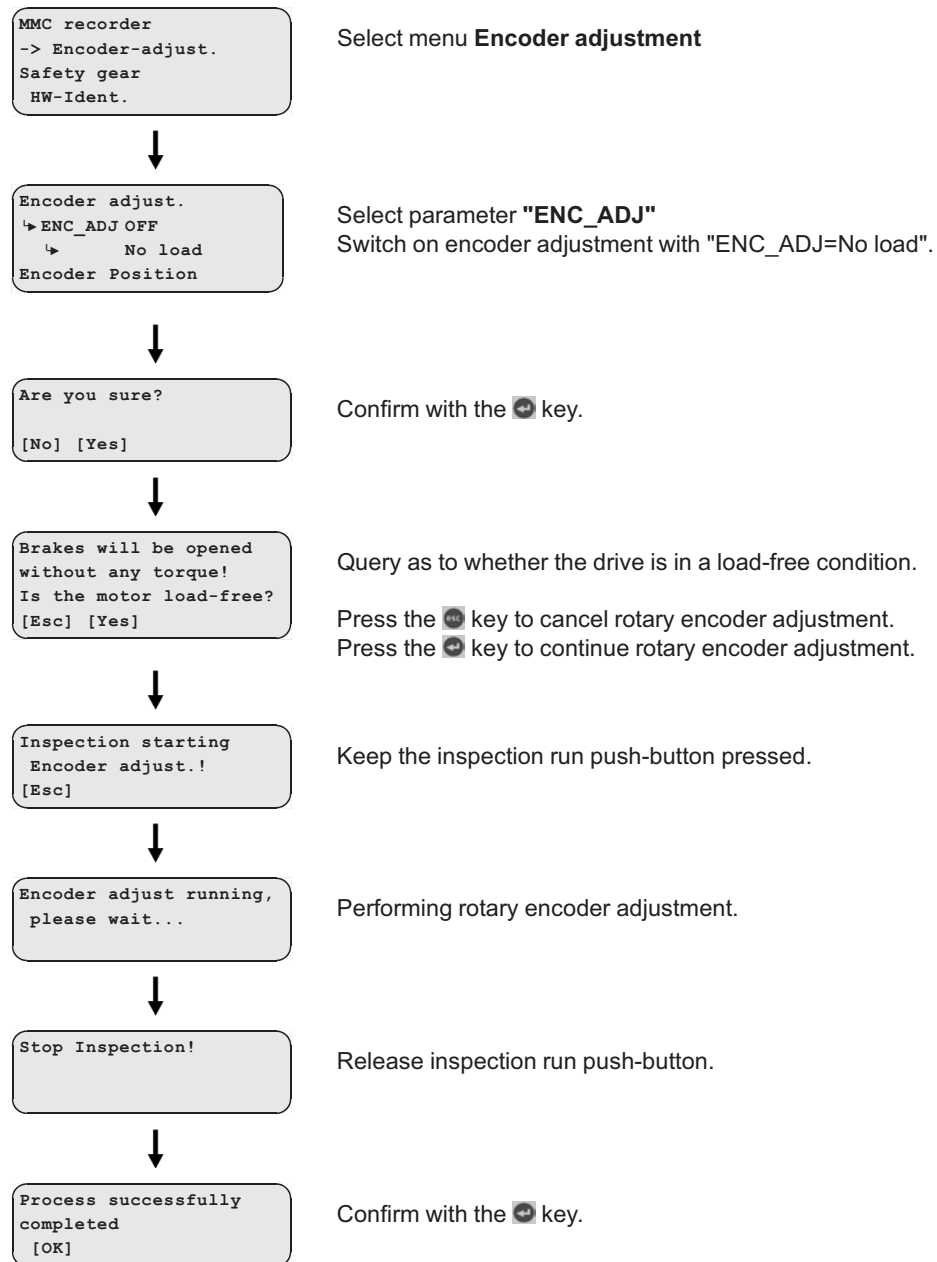 MMC recorder
-> Encoder-adjust.
Safety gear
HW-Ident.
Select menu Encoder adjustment
Encoder adjust.
ENC_ADJ OFF
No load
Encoder Position
Select parameter "ENC_ADJ"
Switch on encoder adjustment with "ENC_ADJ=No load".
Are you sure?
[No] [Yes]
Confirm with the key.
Brakes will be opened
without any torque!
Is the motor load-free?
[Esc] [Yes]
Query as to whether the drive is in a load-free condition.
Press the esc key to cancel rotary encoder adjustment.
Press the key to continue rotary encoder adjustment.
Inspection starting
Encoder adjust.!
[Esc]
Keep the inspection run push-button pressed.
Encoder adjust running,
please wait...
Performing rotary encoder adjustment.
Stop Inspection!
Release inspection run push-button.
Process successfully
completed
[OK]
Confirm with the key.